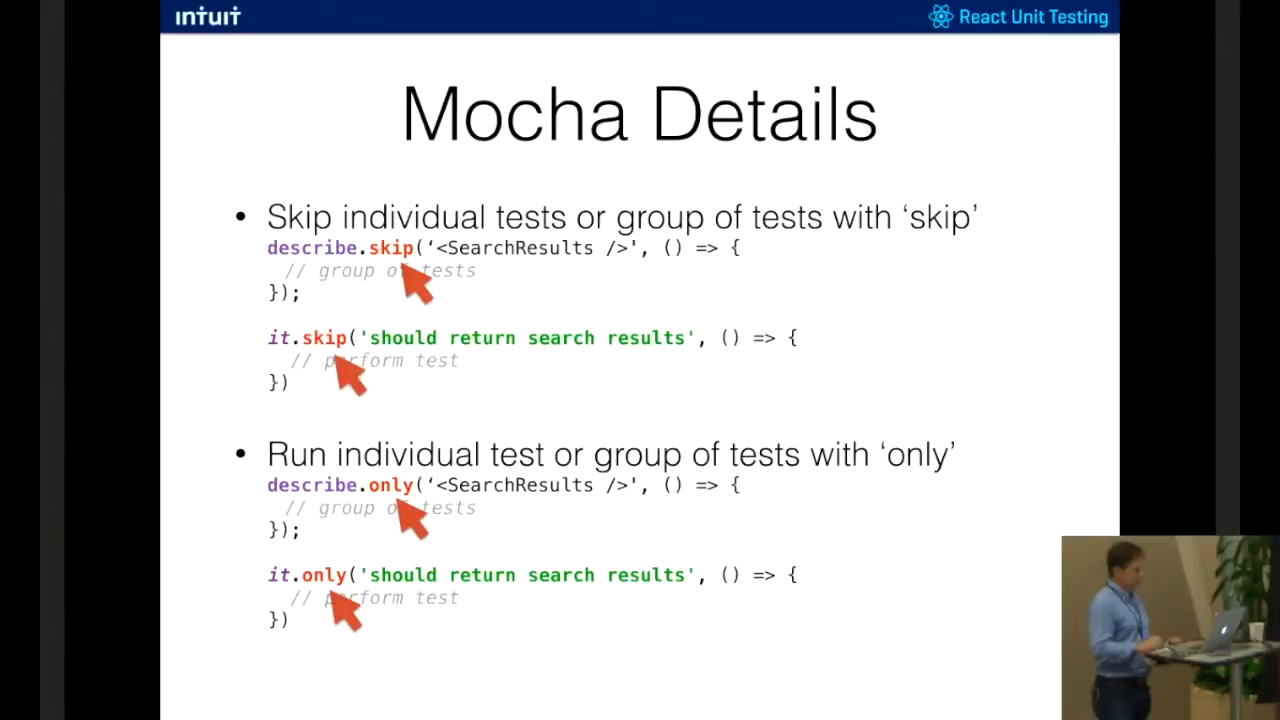 intuit
React Unit Testing
Mocha Details
• Skip individual tests or group of tests with ‘skip’
describe.skip(‘<SearchResults />', () => {
// group of tests
});
it.skip('should return search results', () => {
// perform test
})
• Run individual test or group of tests with ‘only’
describe.only(‘<SearchResults />', () => {
// group of tests
});
it.only('should return search results', () => {
// perform test
})